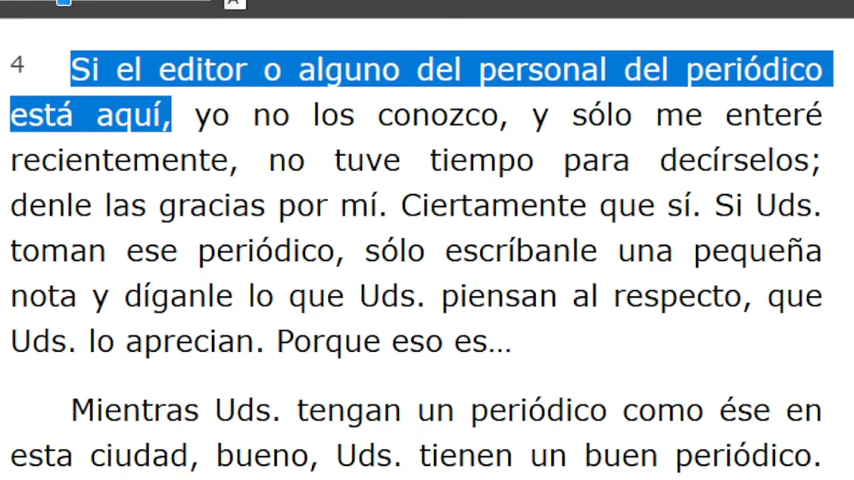 4 Si el editor o alguno del personal del periódico
está aquí, yo no los conozco, y sólo me enteré
recientemente, no tuve tiempo para decírselos;
denle las gracias por mí. Ciertamente que sí. Si Uds.
toman ese periódico, sólo escríbanle una pequeña
nota y díganle lo que Uds. piensan al respecto, que
Uds. lo aprecian. Porque eso es…
Mientras Uds. tengan un periódico como ése en
esta ciudad, bueno, Uds. tienen un buen periódico.